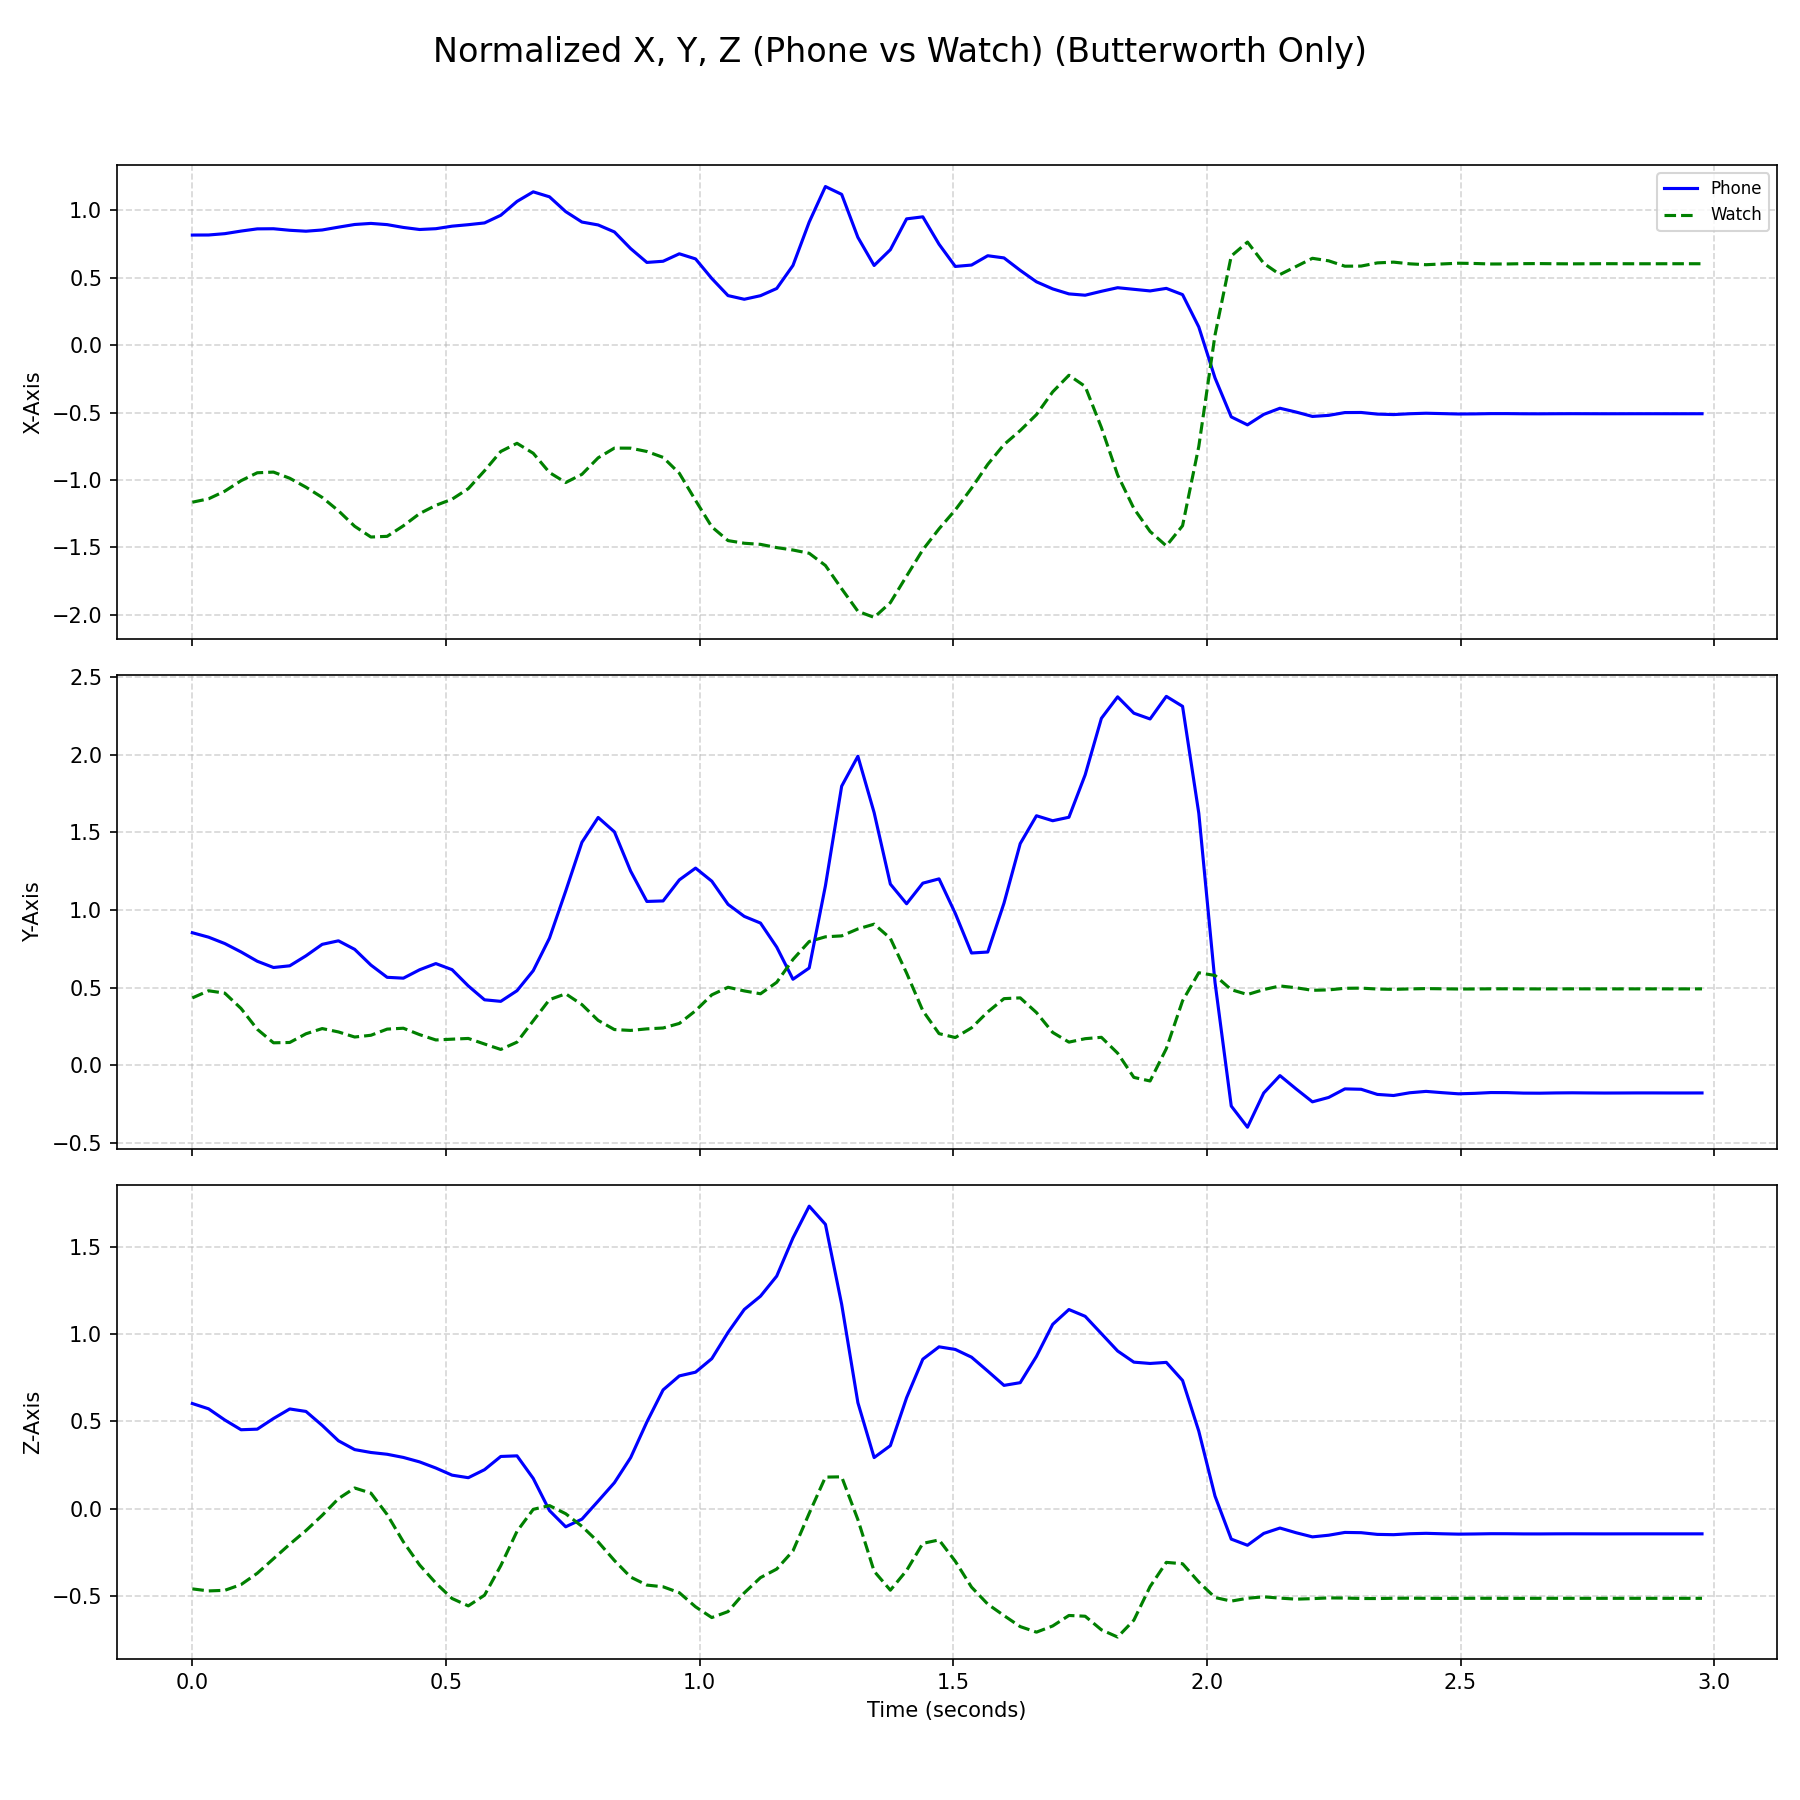 Normalized X, Y, Z (Phone vs Watch) (Butterworth Only)
Phone
Watch
X-Axis
1.0
0.5
0.0
−0.5
−1.0
−1.5
−2.0
Y-Axis
2.5
2.0
1.5
1.0
0.5
0.0
−0.5
Z-Axis
1.5
1.0
0.5
0.0
−0.5
0.0 0.5 1.0 1.5 2.0 2.5 3.0
Time (seconds)